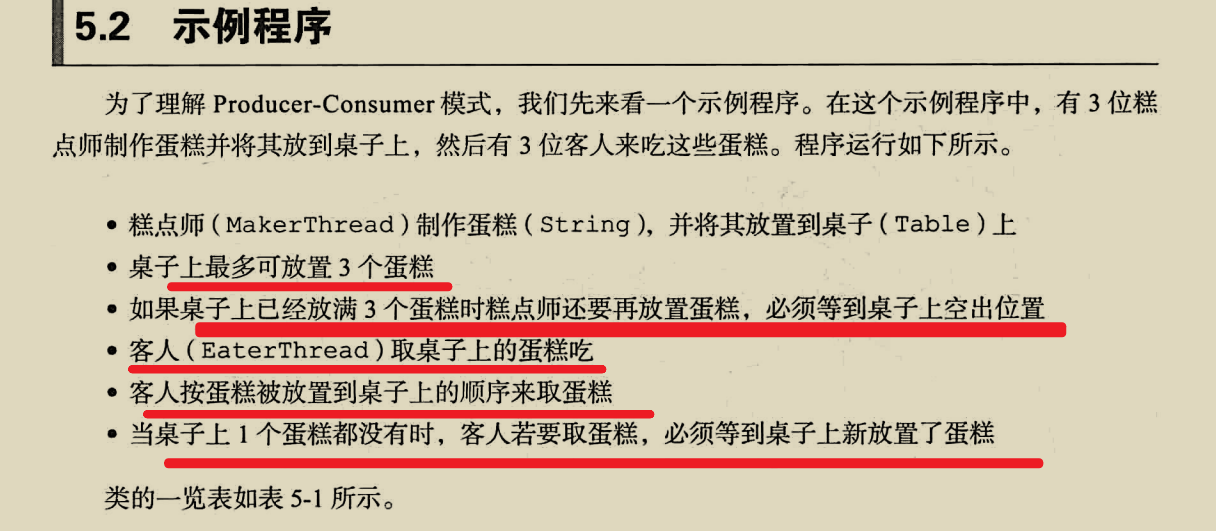 5.2 示例程序
为了理解 Producer-Consumer 模式，我们先来看一个示例程序。在这个示例程序中，有 3 位糕
点师制作蛋糕并将其放到桌子上，然后有 3 位客人来吃这些蛋糕。程序运行如下所示。
• 糕点师（MakerThread）制作蛋糕（String），并将其放置到桌子（Table）上
• 桌子上最多可放置 3 个蛋糕
• 如果桌子上已经放满 3 个蛋糕时糕点师还要再放置蛋糕，必须等到桌子上空出位置
• 客人（EaterThread）取桌子上的蛋糕吃
• 客人按蛋糕被放置到桌子上的顺序来取蛋糕
• 当桌子上 1 个蛋糕都没有时，客人若要取蛋糕，必须等到桌子上新放置了蛋糕
类的一览表如表 5-1 所示。